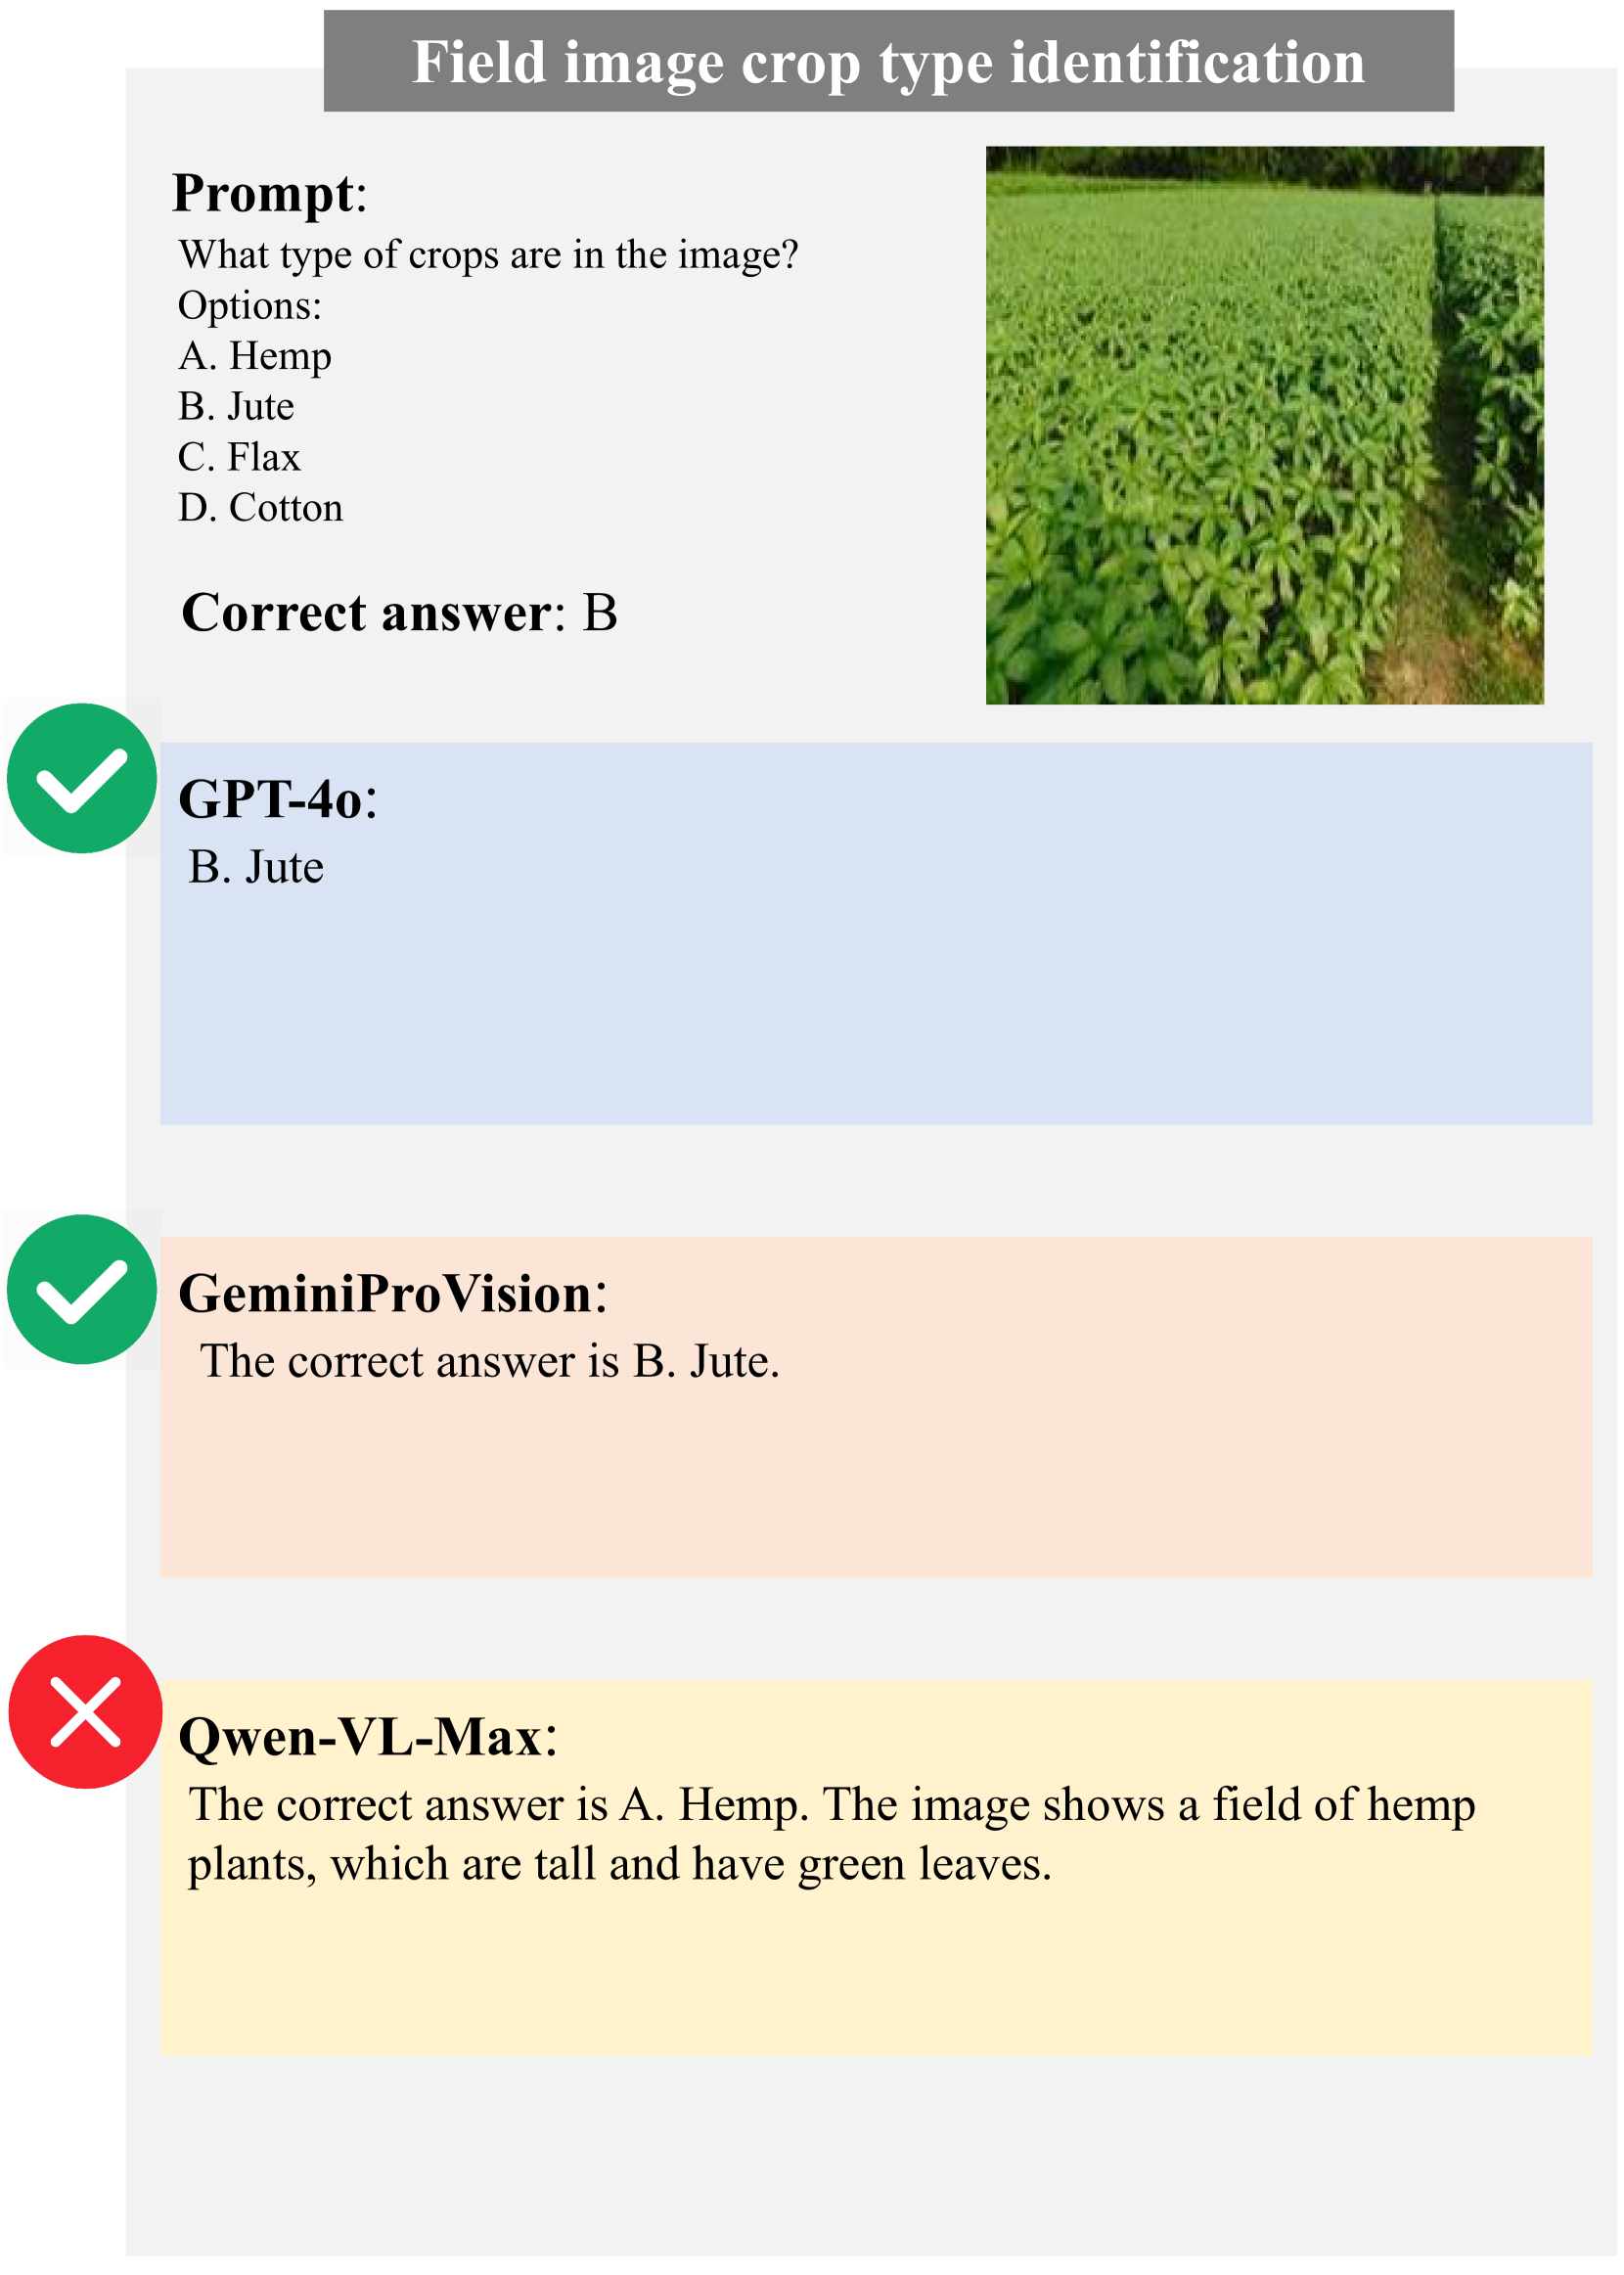 Field image crop type identification
Prompt:
What type of crops are in the image?
Options:
A. Hemp
B. Jute
C. Flax
D. Cotton
Correct answer: B
GPT-4o:
B. Jute
GeminiProVision:
The correct answer is B. Jute.
Qwen-VL-Max:
The correct answer is A. Hemp. The image shows a field of hemp
plants, which are tall and have green leaves.